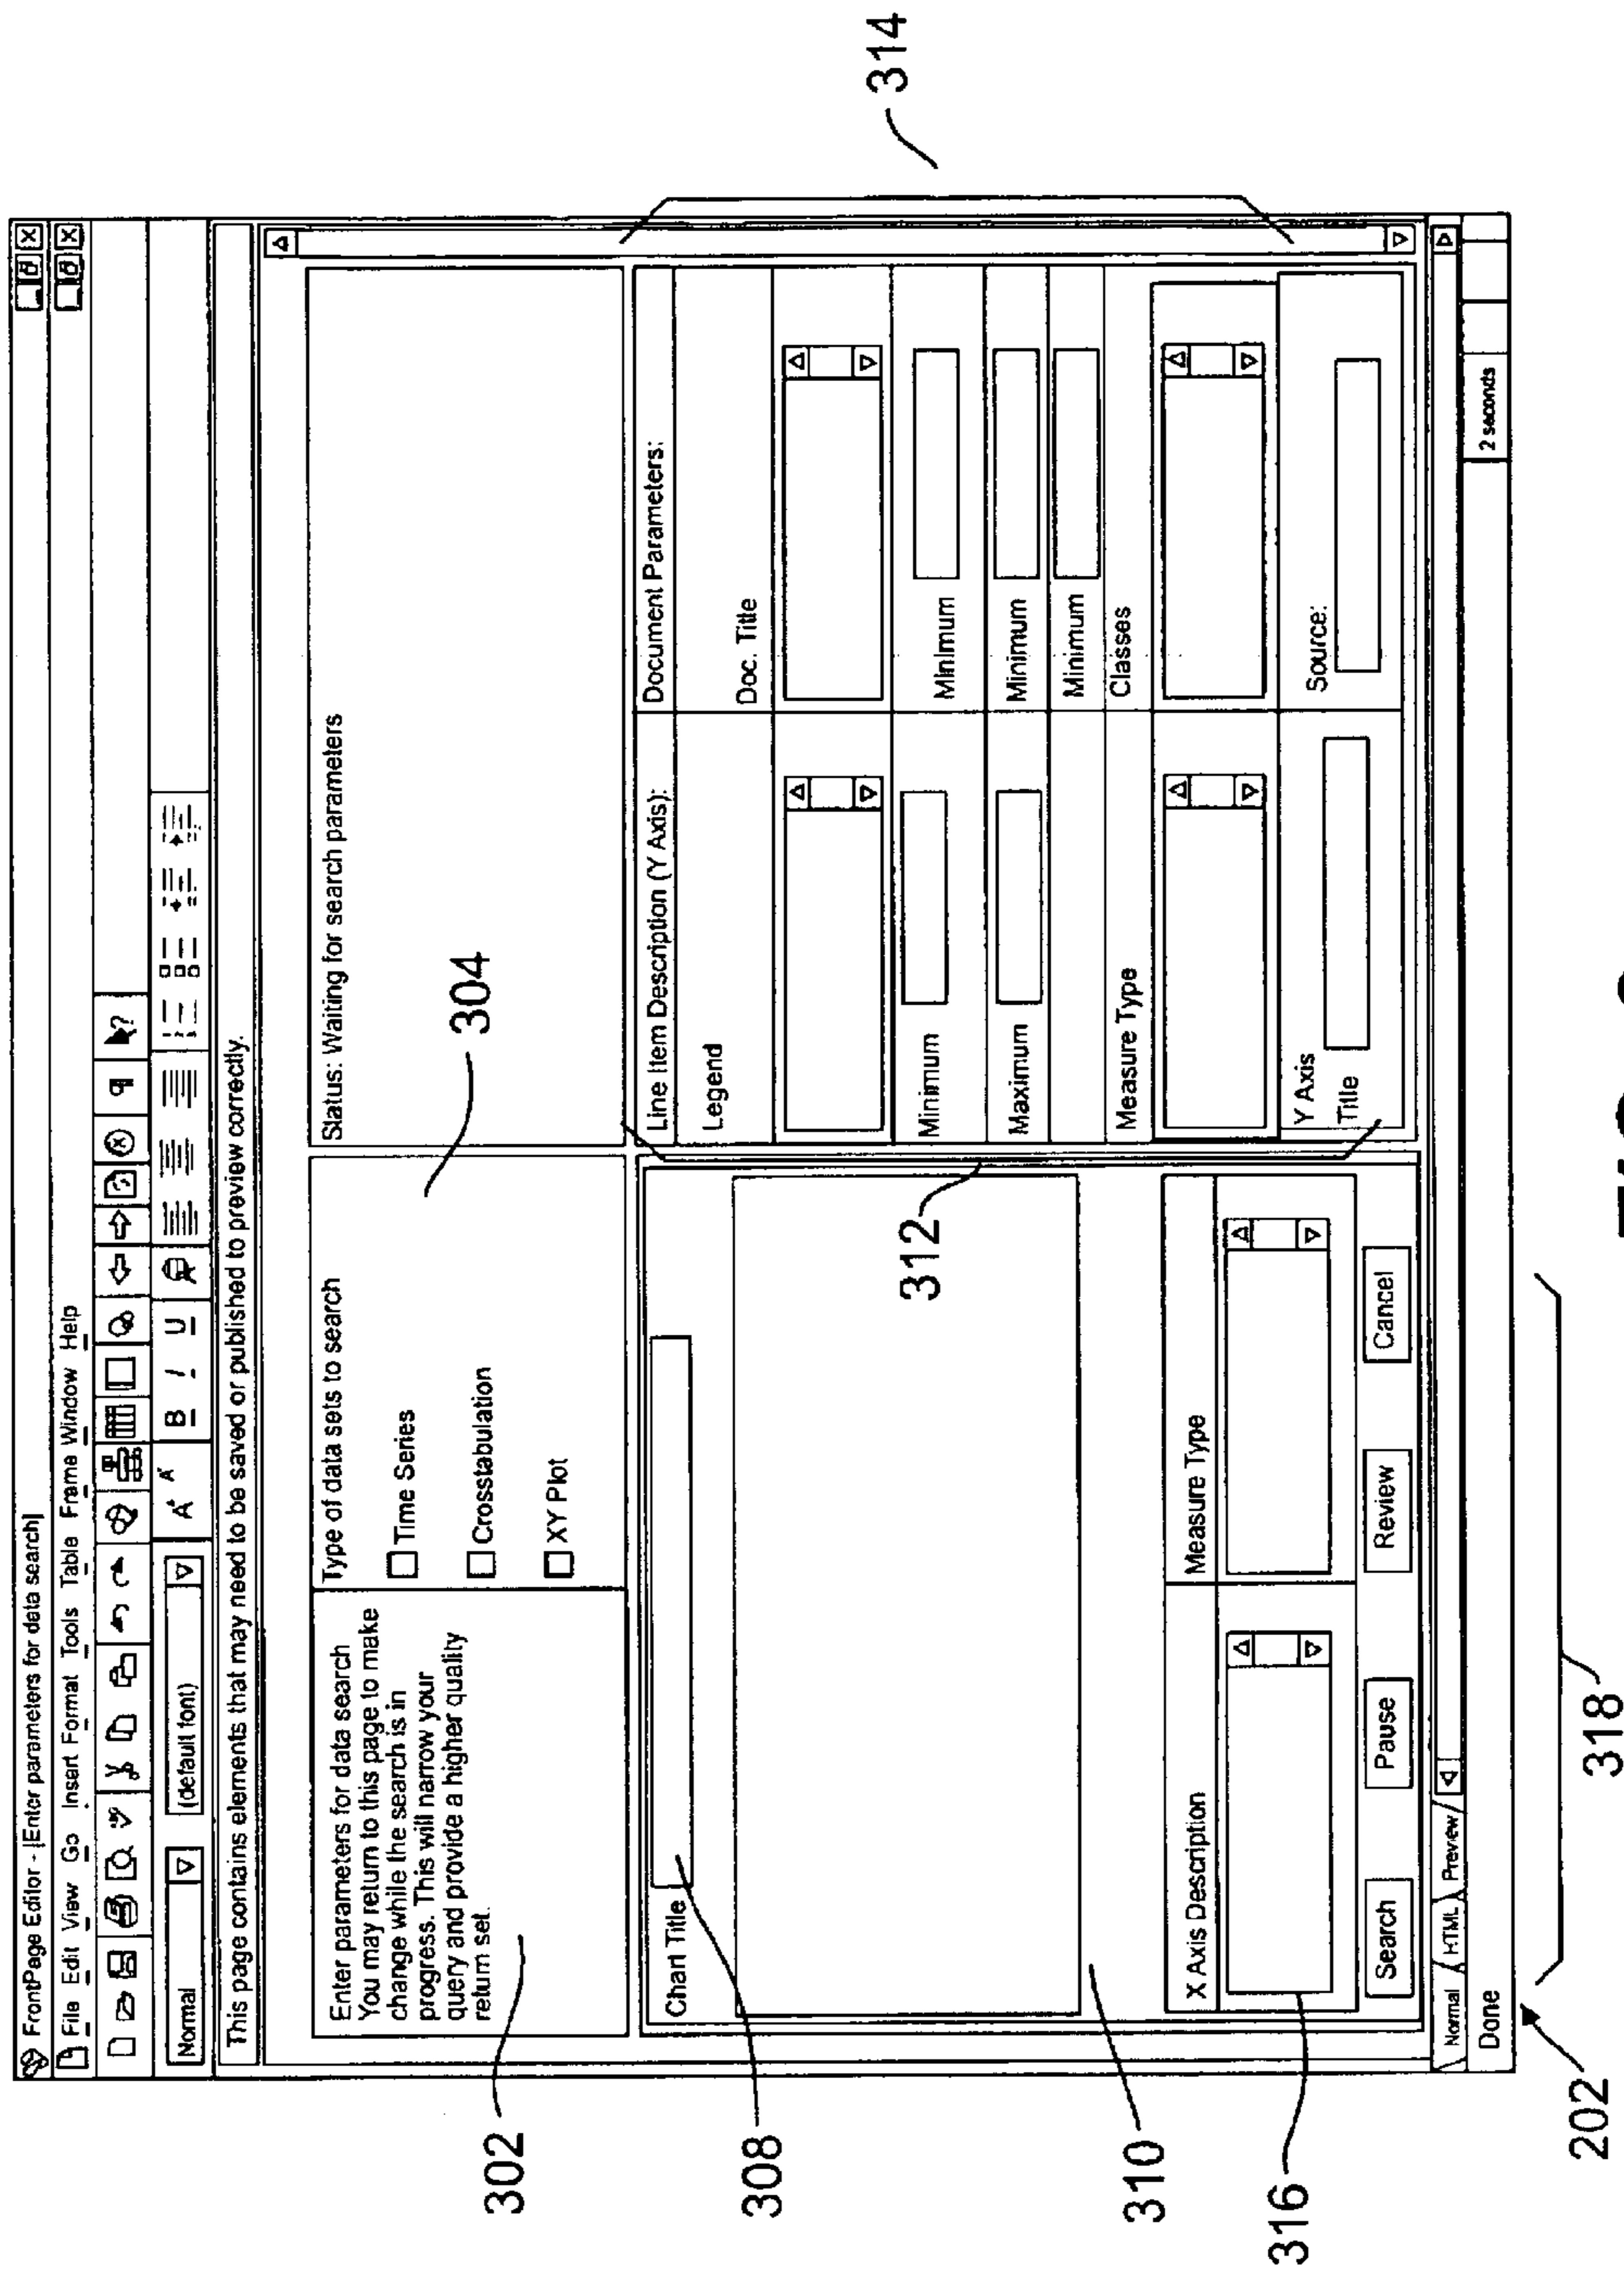 FrontPage Editor - [Enter parameters for data search]
File Edit View Go Insert Format Tools Table Frame Window Help
Normal (default font) A A B I U A
This page contains elements that may need to be saved or published to preview correctly.
Enter parameters for data search
You may return to this page to make
change while the search is in
progress. This will narrow your
query and provide a higher quality
return set.
Type of data sets to search
Time Series
Crosstabulation
XY Plot
Status: Waiting for search parameters
Chart Title
X Axis Description
Measure Type
Search Pause Review Cancel
Line Item Description (Y Axis):
Document Parameters:
Legend
Doc. Title
Minimum
Minimum
Maximum
Minimum
Minimum
Measure Type
Classes
Y Axis
Title
Source:
Normal HTML Preview
Done
2 seconds
302
304
308
310
312
314
316
318
202